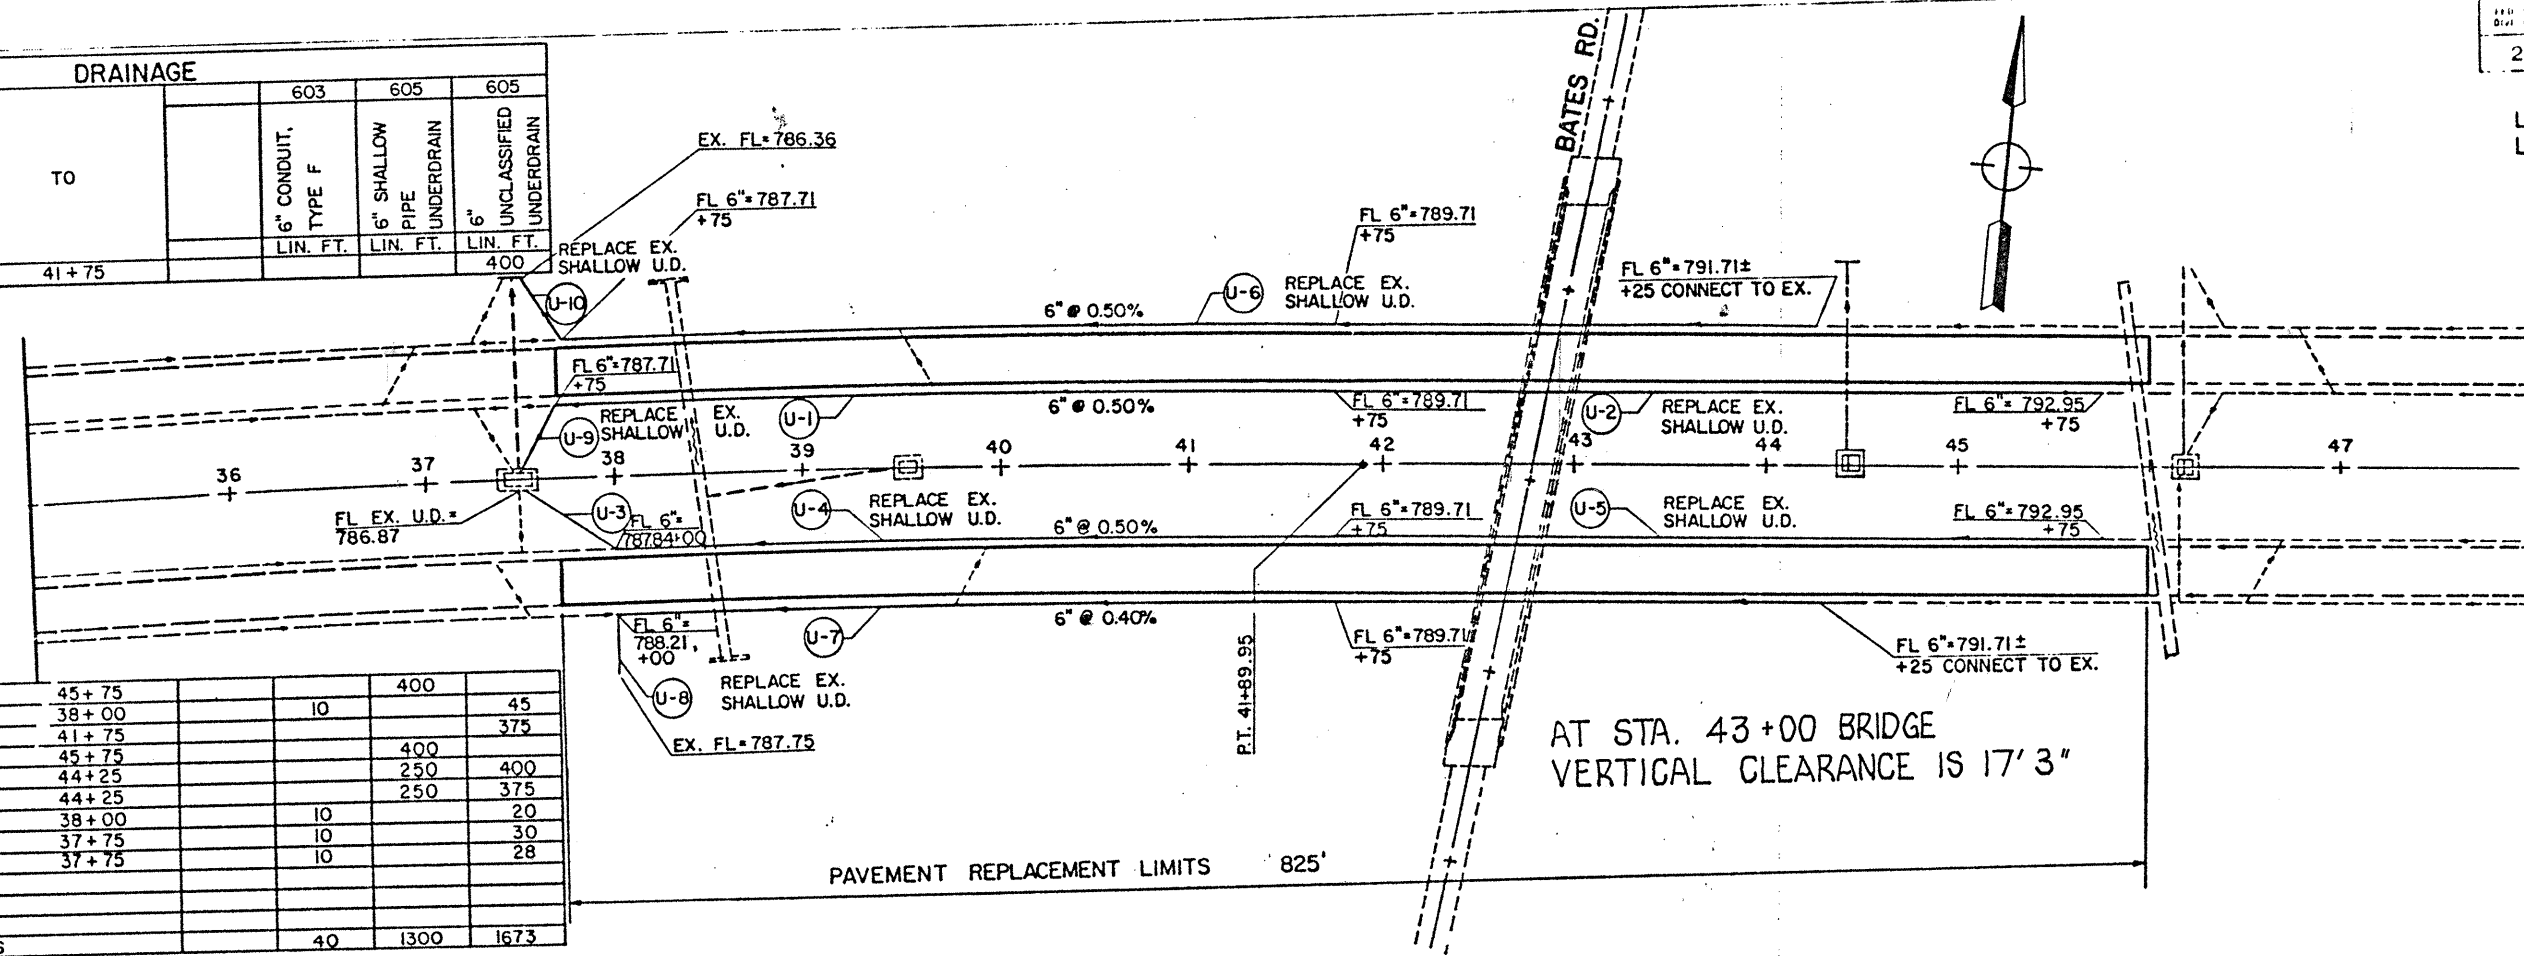 DRAINAGE
603 605 605
TO
6" CONDUIT,
TYPE F
6" SHALLOW
PIPE
UNDERDRAIN
6"
UNCLASSIFIED
UNDERDRAIN
LIN. FT. LIN. FT. LIN. FT.
41+75 400
EX. FL=786.36
FL 6"=787.71
+75
REPLACE EX.
SHALLOW U.D.
U-10
BATES RD.
FL 6"=789.71
+75
U-6
REPLACE EX.
SHALLOW U.D.
6" @ 0.50%
FL 6"=791.71±
+25 CONNECT TO EX.
2
FL 6"=787.71
+75
U-9
REPLACE EX.
SHALLOW U.D.
U-1
6" @ 0.50%
FL 6"=789.71
+75
U-2
REPLACE EX.
SHALLOW U.D.
FL 6"=792.95
+75
36 37 38 39 40 41 42 43 44 45 47
FL EX. U.D.=
786.87
U-3
FL 6"=
787.84+00
U-4
REPLACE EX.
SHALLOW U.D.
6" @ 0.50%
FL 6"=789.71
+75
U-5
REPLACE EX.
SHALLOW U.D.
FL 6"=792.95
+75
FL 6"=
788.21,
+00
U-7
6" @ 0.40%
FL 6"=789.71
+75
FL 6"=791.71±
+25 CONNECT TO EX.
U-8
REPLACE EX.
SHALLOW U.D.
EX. FL=787.75
P.T. 41+89.95
AT STA. 43+00 BRIDGE
VERTICAL CLEARANCE IS 17'3"
PAVEMENT REPLACEMENT LIMITS 825'
45+75 400
38+00 10 45
41+75 375
45+75 400
44+25 250 400
44+25 250 375
38+00 10 20
37+75 10 30
37+75 10 28
S 40 1300 1673